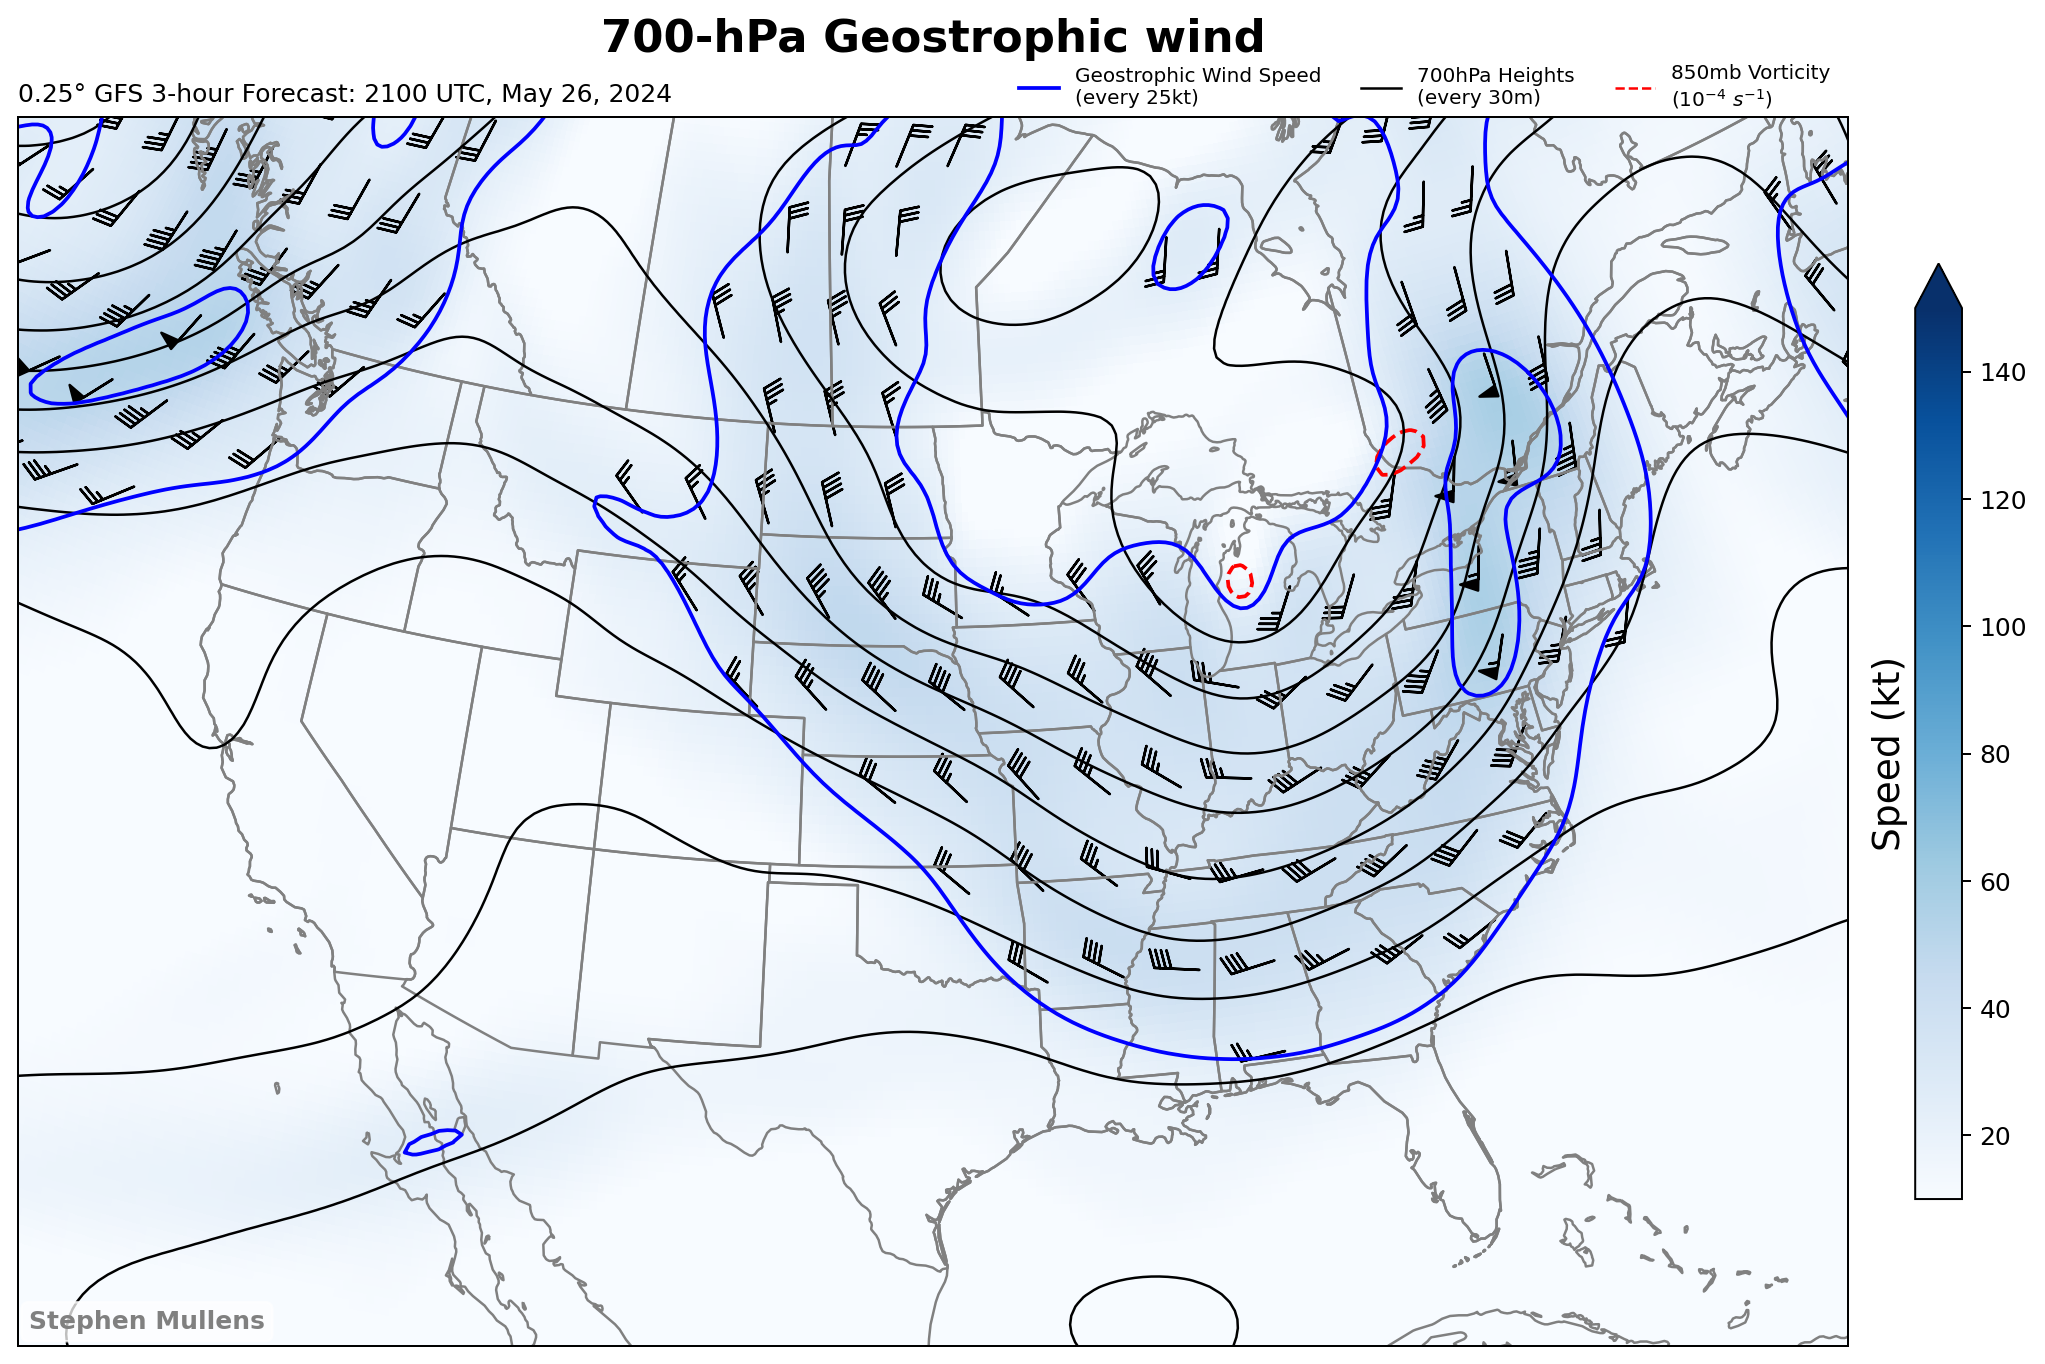 700-hPa Geostrophic wind
0.25° GFS 3-hour Forecast: 2100 UTC, May 26, 2024
Geostrophic Wind Speed
(every 25kt)
700hPa Heights
(every 30m)
850mb Vorticity
(10⁻⁴ s⁻¹)
140
120
100
80
60
40
20
Speed (kt)
Stephen Mullens